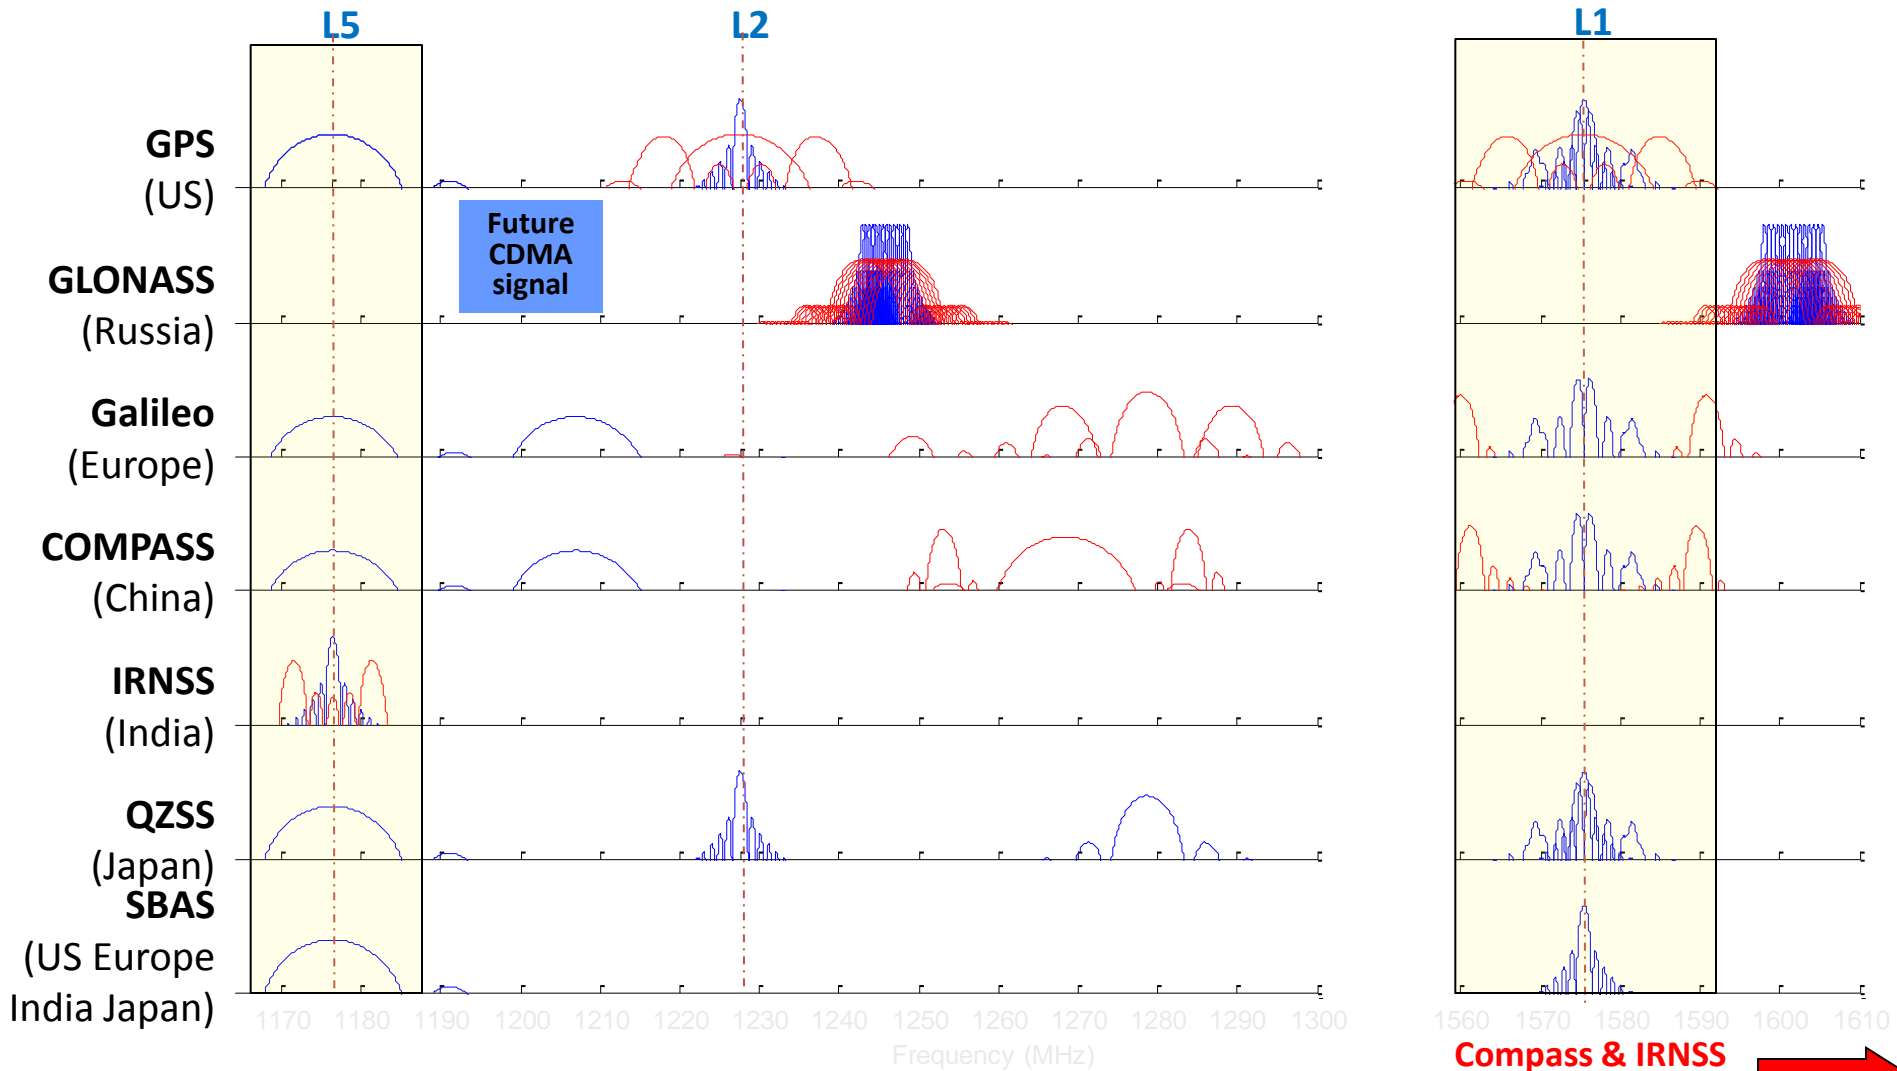 L5 L2 L1
GPS
(US)
Future
CDMA
signal
GLONASS
(Russia)
Galileo
(Europe)
COMPASS
(China)
IRNSS
(India)
QZSS
(Japan)
SBAS
(US Europe
India Japan)
1170 1180 1190 1200 1210 1220 1230 1240 1250 1260 1270 1280 1290 1300 1560 1570 1580 1590 1600 1610
Frequency (MHz)
Compass & IRNSS